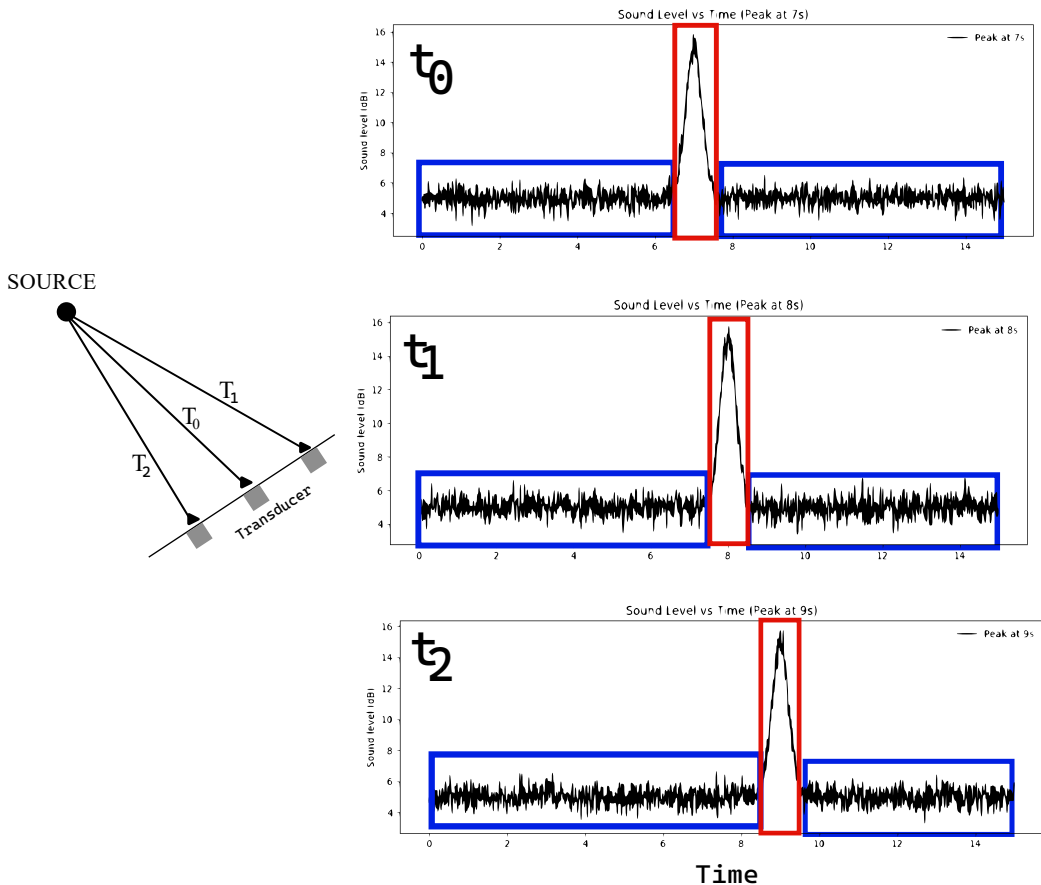 Sound Level vs Time (Peak at 7s)
Peak at 7s
t0
Sound level (dB)
16
14
12
10
8
6
4
0 2 4 6 8 10 12 14
SOURCE
T1
T0
T2
Transducer
Sound Level vs Time (Peak at 8s)
Peak at 8s
t1
Sound level (dB)
16
14
12
10
8
6
4
0 2 4 6 8 10 12 14
Sound Level vs Time (Peak at 9s)
Peak at 9s
t2
Sound level (dB)
16
14
12
10
8
6
4
0 2 4 6 8 10 12 14
Time